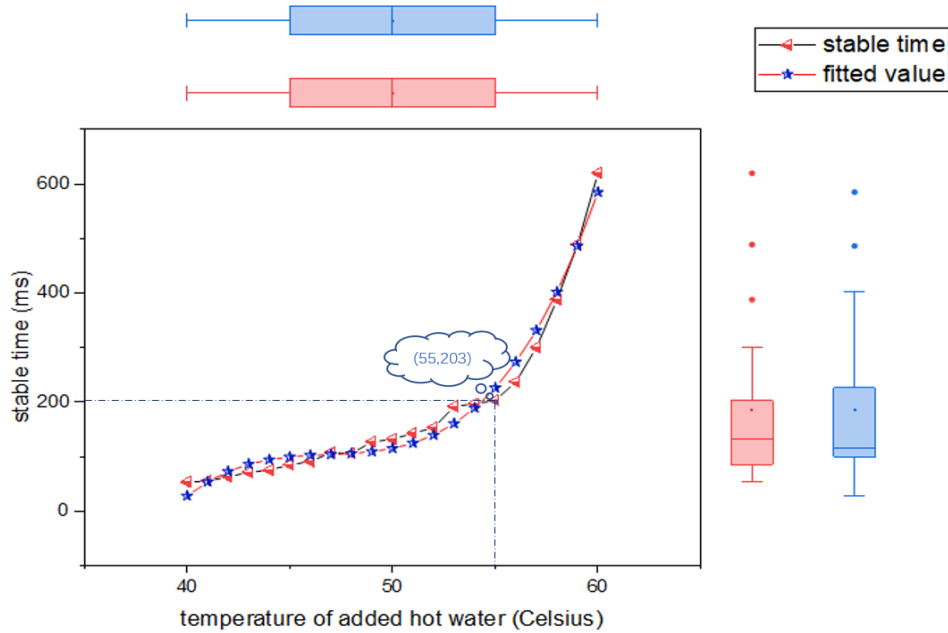 stable time
fitted value
600
400
200
0
stable time (ms)
(55,203)
40
50
60
temperature of added hot water (Celsius)